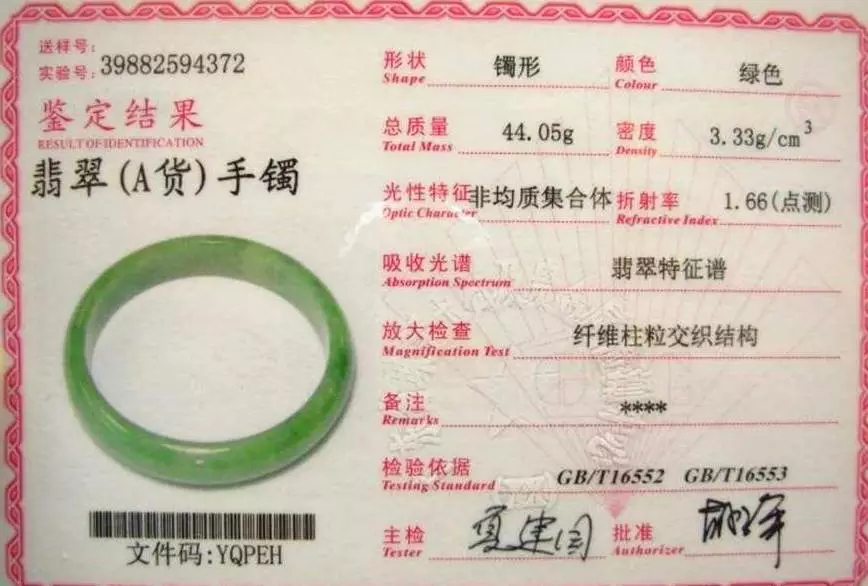 送样号:
实验号:39882594372
鉴定结果
RESULT OF IDENTIFICATION
翡翠(A货)手镯
文件码:YQPEH
形状 镯形 颜色 绿色
Shape Colour
总质量 44.05g 密度 3.33g/cm³
Total Mass Density
光性特征 非均质集合体 折射率 1.66(点测)
Optic Character Refractive Index
吸收光谱 翡翠特征谱
Absorption Spectrum
放大检查 纤维柱粒交织结构
Magnification Test
备注 ****
Remarks
检验依据 GB/T16552 GB/T16553
Testing Standard
主检 夏建国 批准
Tester Authorizer